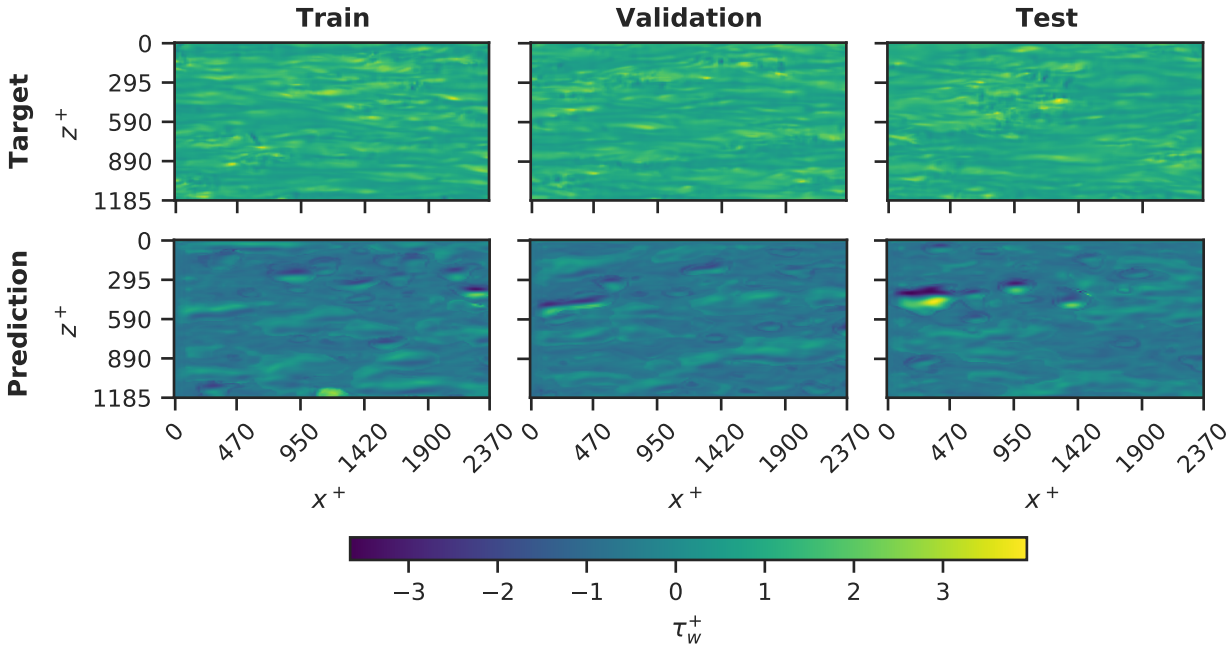 Train Validation Test
Target
z+
0
295
590
890
1185
Prediction
z+
0
295
590
890
1185
0 470 950 1420 1900 2370 0 470 950 1420 1900 2370 0 470 950 1420 1900 2370
x+ x+ x+
−3 −2 −1 0 1 2 3
τw+